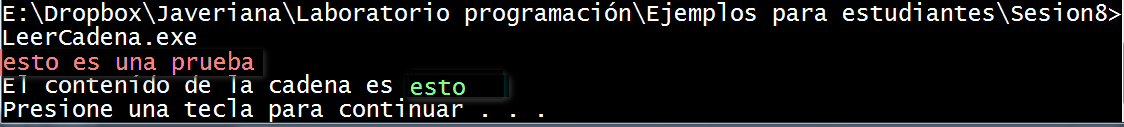 E:\Dropbox\Javeriana\Laboratorio programación\Ejemplos para estudiantes\Sesion8>
LeerCadena.exe
esto es una prueba
El contenido de la cadena es esto
Presione una tecla para continuar . . .